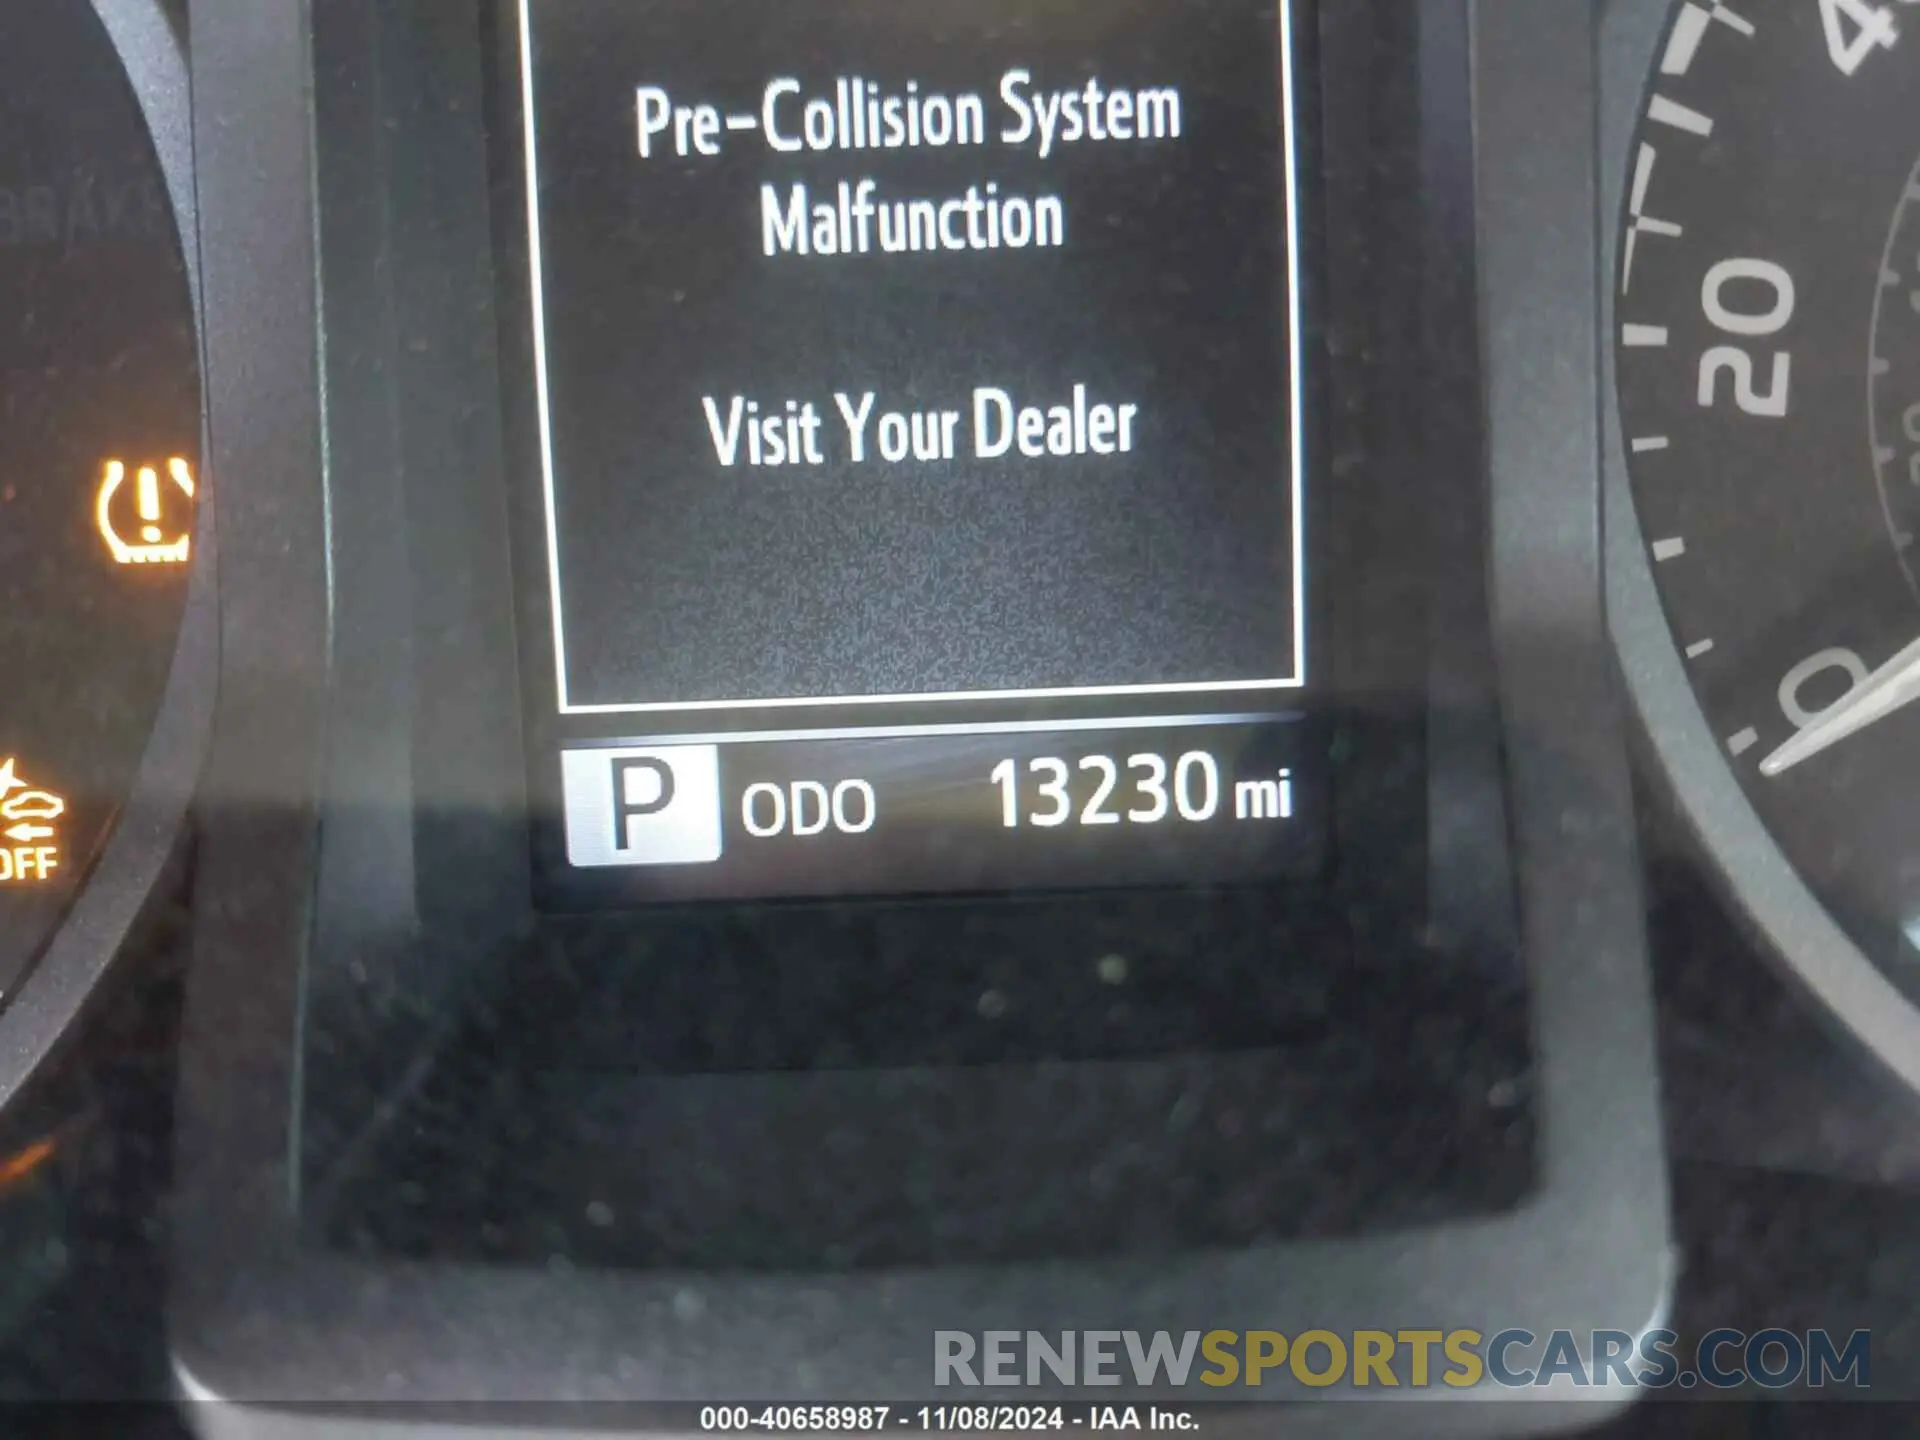 Pre-Collision System
Malfunction
Visit Your Dealer
P ODO 13230 mi
OFF
20
0
RENEWSPORTSCARS.COM
000-40658987 - 11/08/2024 - IAA Inc.